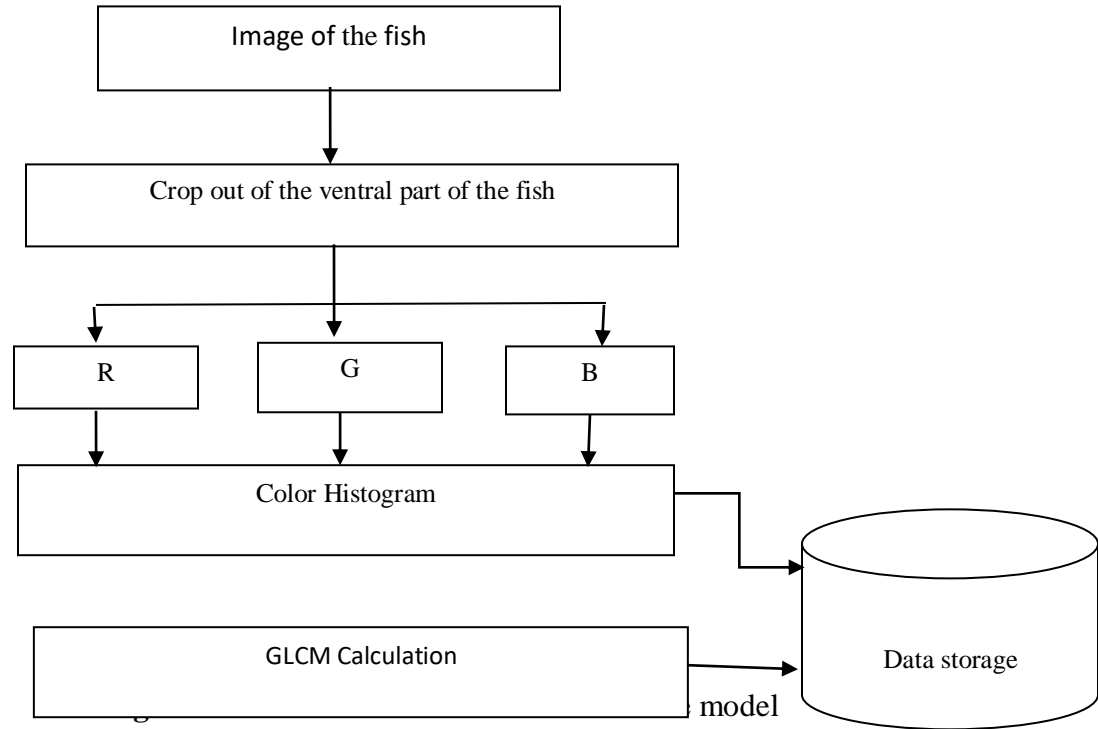 Image of the fish
Crop out of the ventral part of the fish
R
G
B
Color Histogram
GLCM Calculation
Data storage
model